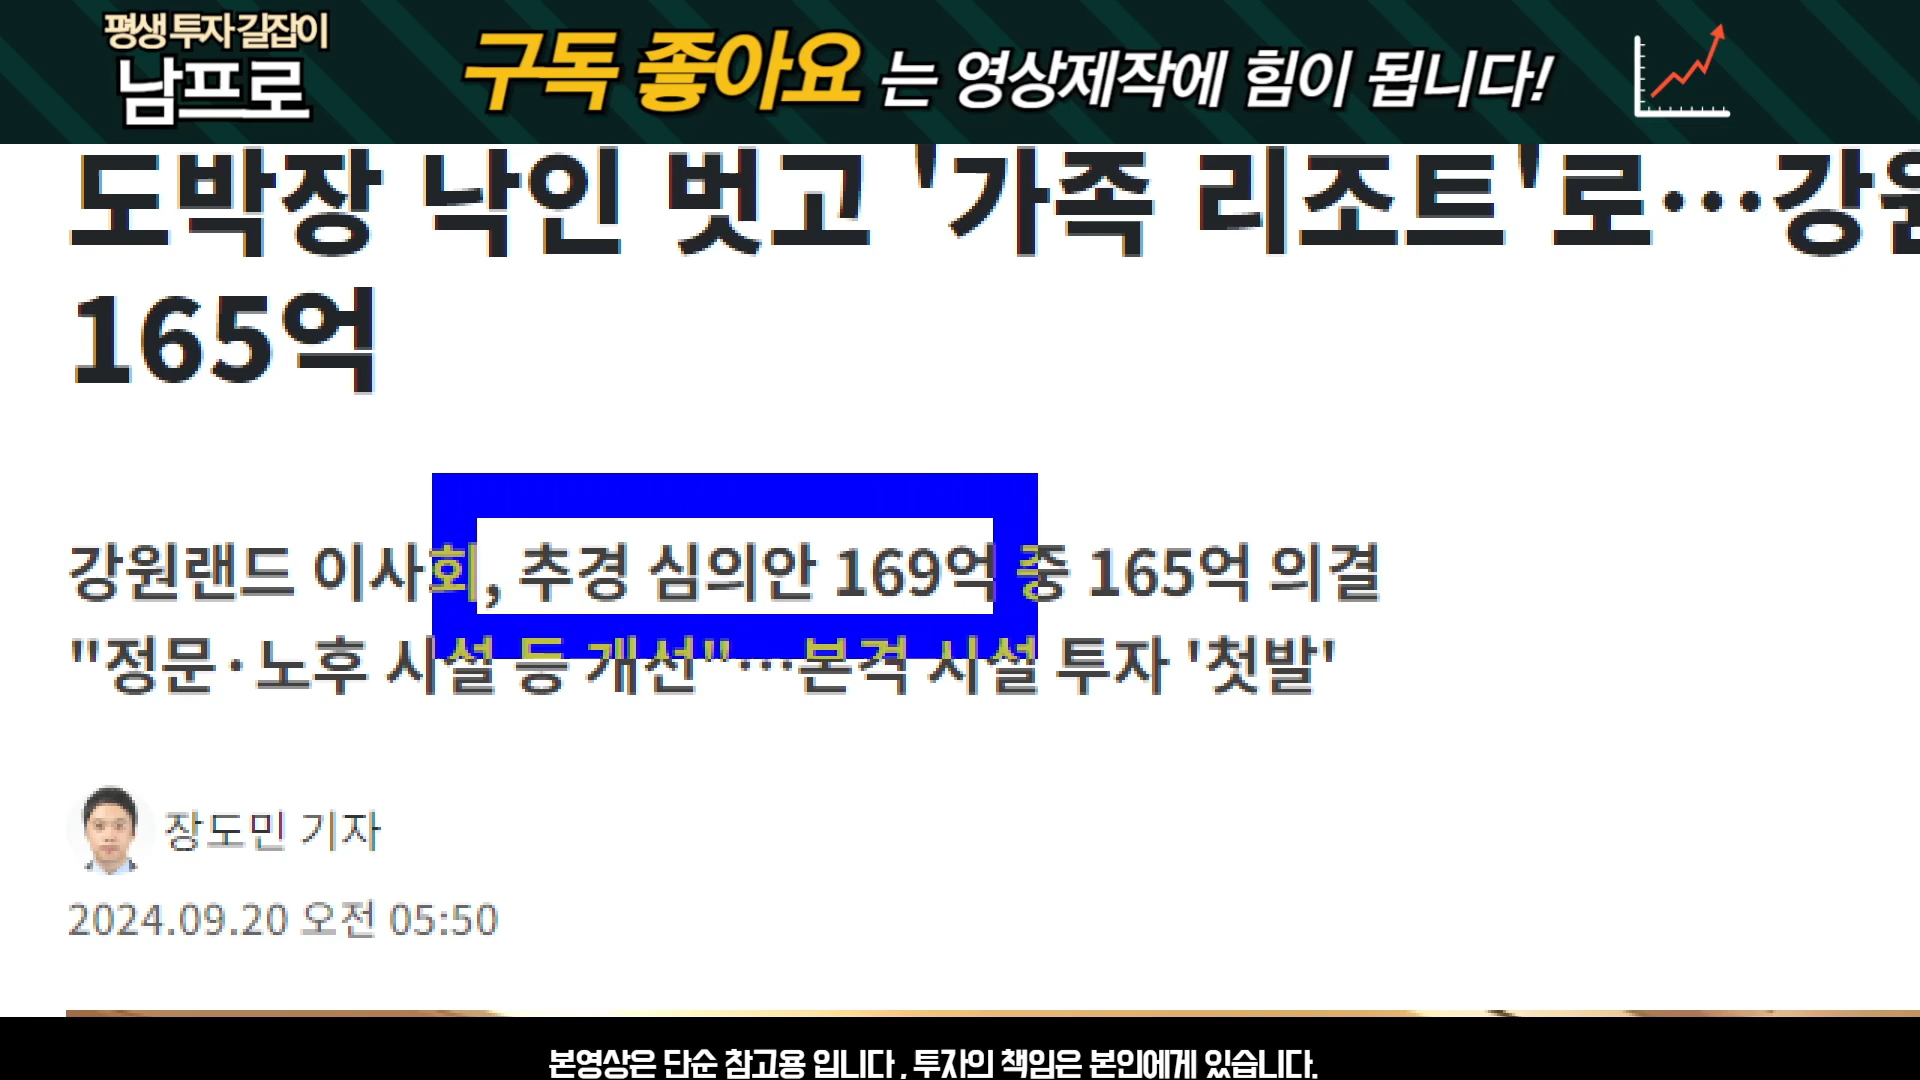 평생 투자 길잡이
남프로
구독 좋아요 는 영상제작에 힘이 됩니다!
도박장 낙인 벗고 '가족 리조트'로…강원
165억
강원랜드 이사회, 추경 심의안 169억 중 165억 의결
"정문·노후 시설 등 개선"…본격 시설 투자 '첫발'
장도민 기자
2024.09.20 오전 05:50
본영상은 단순 참고용 입니다 , 투자의 책임은 본인에게 있습니다.